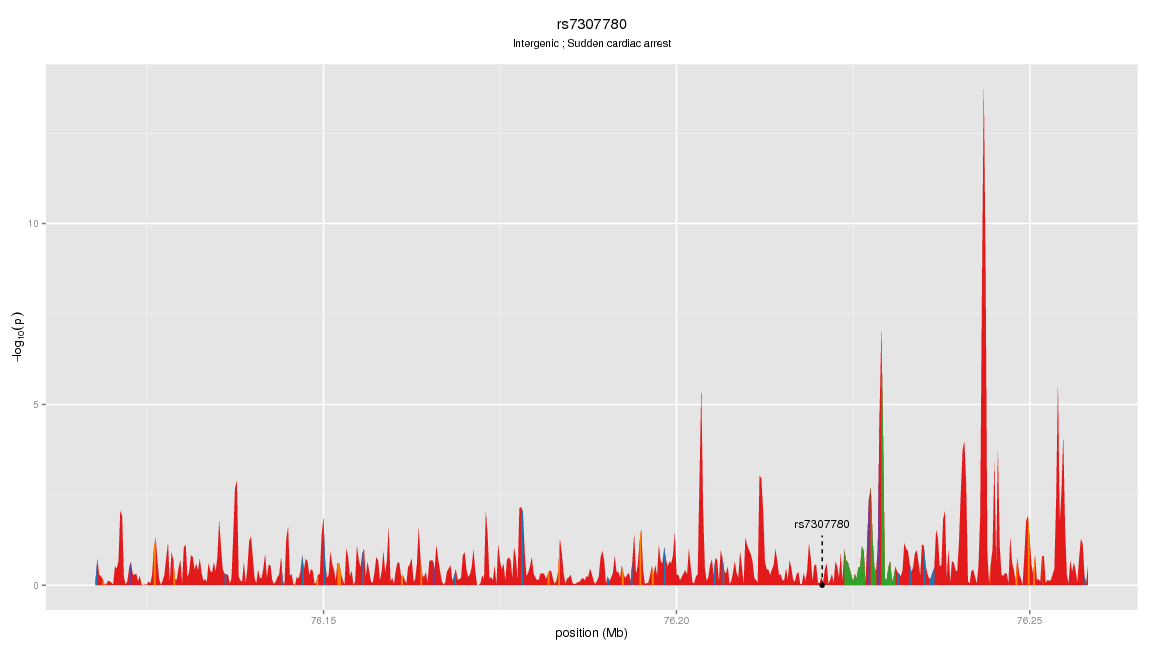 rs7307780
Intergenic ; Sudden cardiac arrest
−log10(p)
10
5
0
rs7307780
76.15
76.20
76.25
position (Mb)